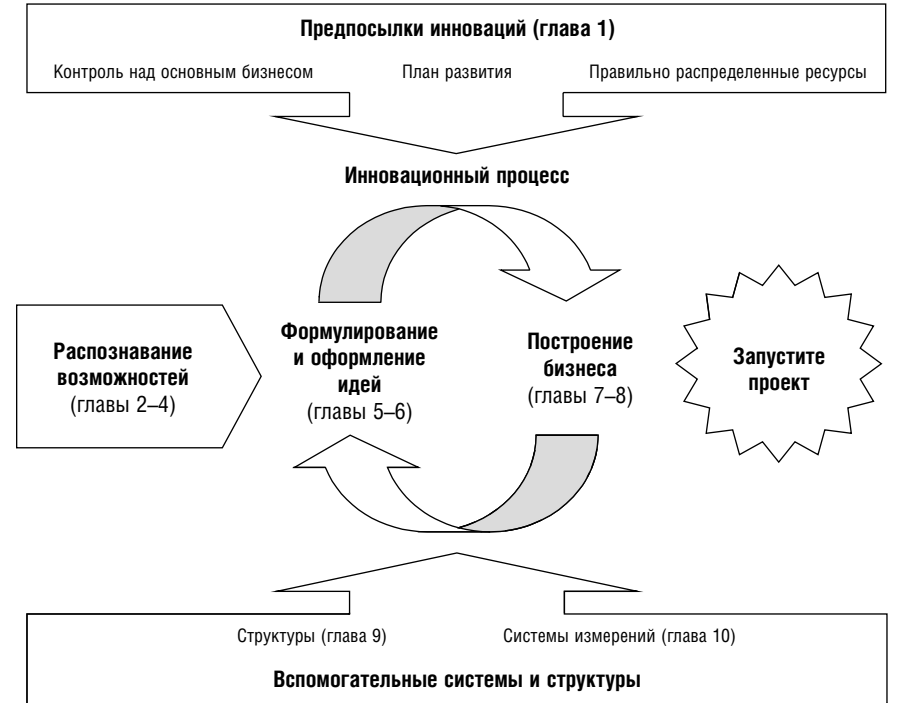 Предпосылки инноваций (глава 1)
Контроль над основным бизнесом
План развития
Правильно распределенные ресурсы
Инновационный процесс
Распознавание
возможностей
(главы 2–4)
Формулирование
и оформление
идей
(главы 5–6)
Построение
бизнеса
(главы 7–8)
Запустите
проект
Структуры (глава 9)
Системы измерений (глава 10)
Вспомогательные системы и структуры